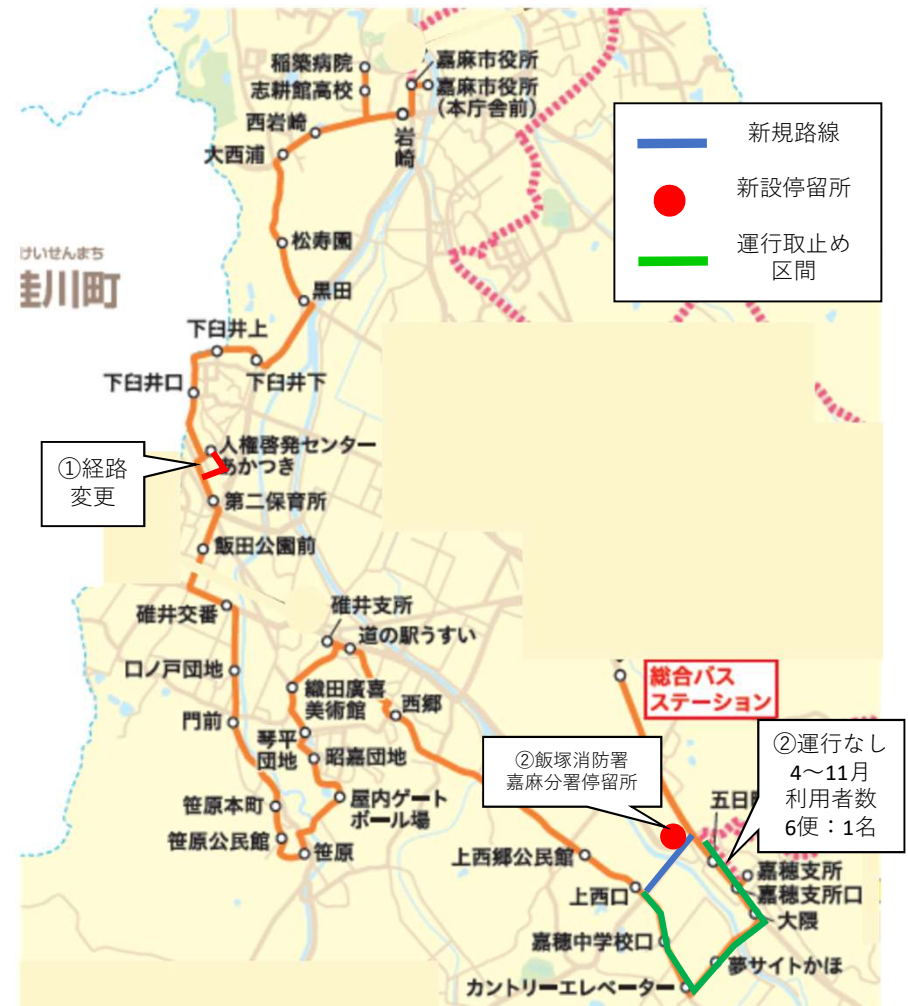 稲築病院
志耕館高校
西岩崎
大西浦
嘉麻市役所
嘉麻市役所
(本庁舎前)
岩崎
新規路線
新設停留所
運行取止め
区間
松寿園
けいせんまち
桂川町
黒田
下臼井上
下臼井口
下臼井下
①経路
変更
人権啓発センター
あかつき
第二保育所
飯田公園前
碓井交番
碓井支所
道の駅うすい
口ノ戸団地
織田廣喜
美術館
西郷
総合バス
ステーション
門前
琴平
団地
昭嘉団地
②飯塚消防署
嘉麻分署停留所
②運行なし
4～11月
利用者数
6便：1名
笹原本町
屋内ゲート
ボール場
五日
笹原公民館
笹原
上西郷公民館
嘉穂支所
上西口
嘉穂支所口
大隈
嘉穂中学校口
夢サイトかほ
カントリーエレベーター